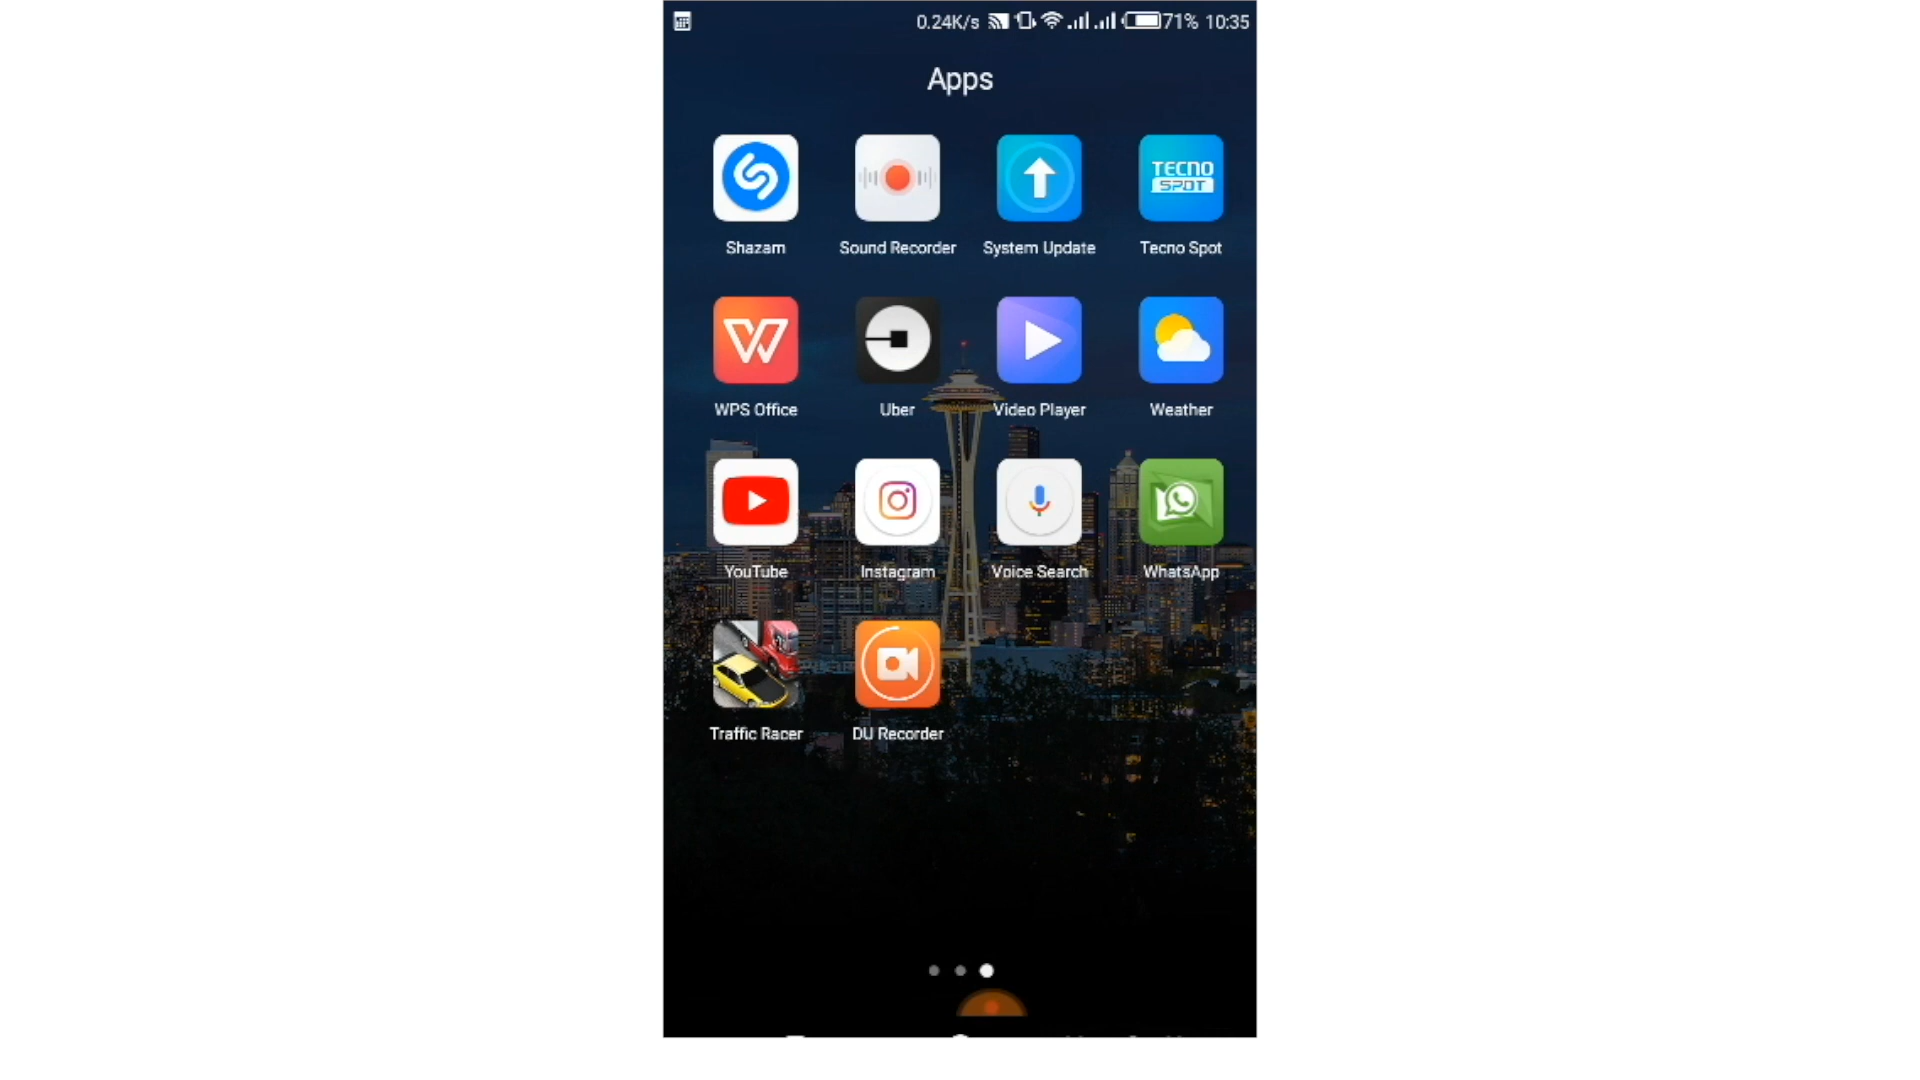 0.24K/s 71% 10:35
Apps
TECNO
SPOT
Shazam Sound Recorder System Update Tecno Spot
WPS Office Uber Video Player Weather
YouTube Instagram Voice Search WhatsApp
Traffic Racer DU Recorder